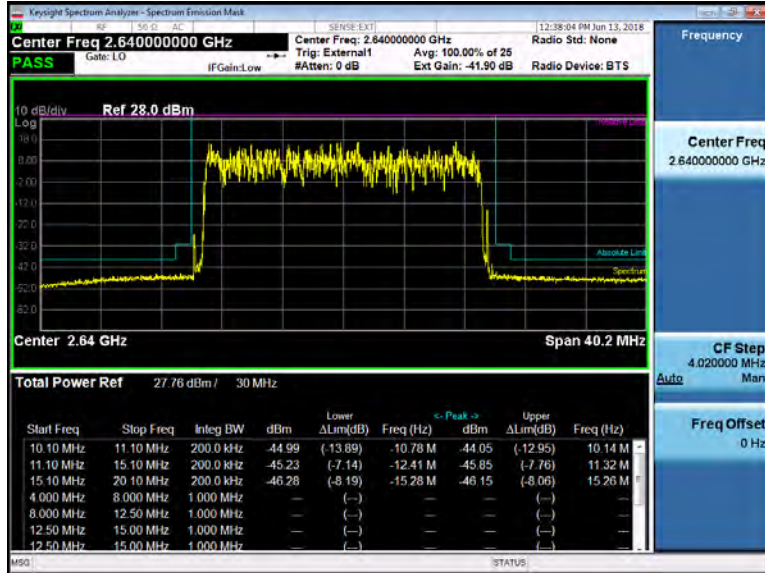 Keysight Spectrum Analyzer - Spectrum Emission Mask
RF 50 Ω AC SENSE:EXT 12:38:04 PM Jun 13, 2018
Center Freq 2.640000000 GHz Center Freq: 2.640000000 GHz Radio Std: None
PASS Gate: LO Trig: External1 Avg: 100.00% of 25
IFGain:Low #Atten: 0 dB Ext Gain: -41.90 dB Radio Device: BTS
10 dB/div Ref 28.0 dBm
Log
18.0
8.00
-2.00
-12.0
-22.0
-32.0
Absolute Limit
-42.0
Spectrum
-52.0
-62.0
Center 2.64 GHz Span 40.2 MHz
Total Power Ref 27.76 dBm / 30 MHz
Lower <- Peak -> Upper
Start Freq Stop Freq Integ BW dBm ΔLim(dB) Freq (Hz) dBm ΔLim(dB) Freq (Hz)
10.10 MHz 11.10 MHz 200.0 kHz -44.99 (-13.89) -10.78 M -44.05 (-12.95) 10.14 M
11.10 MHz 15.10 MHz 200.0 kHz -45.23 (-7.14) -12.41 M -45.85 (-7.76) 11.32 M
15.10 MHz 20.10 MHz 200.0 kHz -46.28 (-8.19) -15.28 M -46.15 (-8.06) 15.26 M
4.000 MHz 8.000 MHz 1.000 MHz --- (---) --- --- (---) ---
8.000 MHz 12.50 MHz 1.000 MHz --- (---) --- --- (---) ---
12.50 MHz 15.00 MHz 1.000 MHz --- (---) --- --- (---) ---
12.50 MHz 15.00 MHz 1.000 MHz --- (---) --- --- (---) ---
MSG STATUS
Frequency
Center Freq
2.640000000 GHz
CF Step
4.020000 MHz
Auto Man
Freq Offset
0 Hz